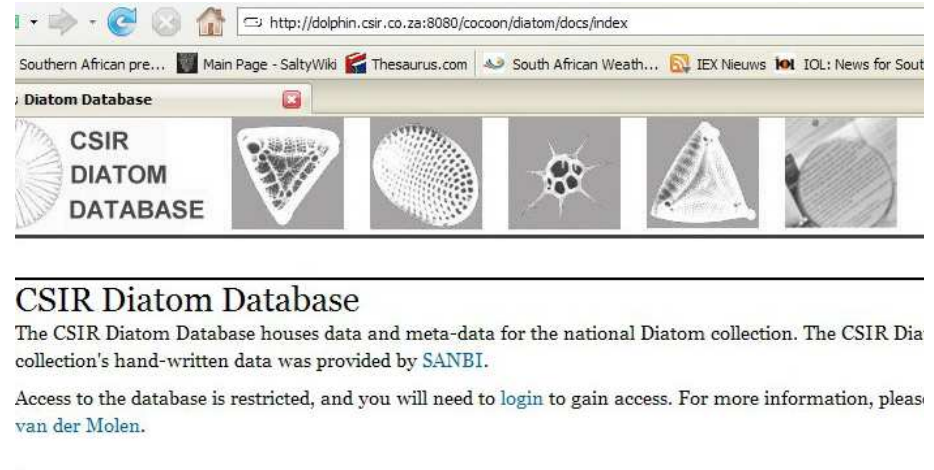 http://dolphin.csir.co.za:8080/cocoon/diatom/docs/index
Southern African pre... Main Page - SaltyWiki Thesaurus.com South African Weath... IEX Nieuws IOL: News for Sout
Diatom Database
CSIR
DIATOM
DATABASE
CSIR Diatom Database
The CSIR Diatom Database houses data and meta-data for the national Diatom collection. The CSIR Dia
collection's hand-written data was provided by SANBI.
Access to the database is restricted, and you will need to login to gain access. For more information, please
van der Molen.